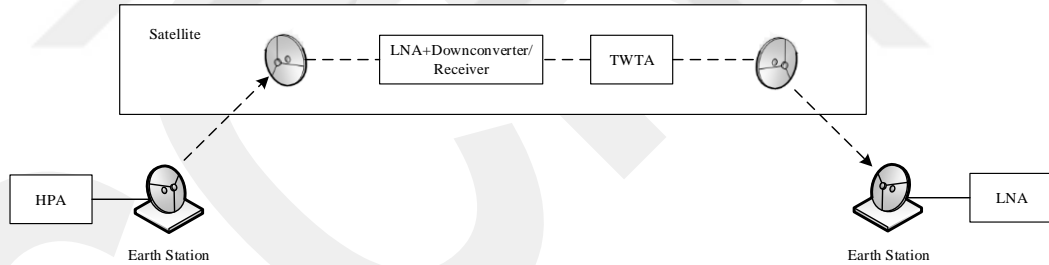 Satellite
LNA+Downconverter/
Receiver
TWTA
HPA
LNA
Earth Station
Earth Station